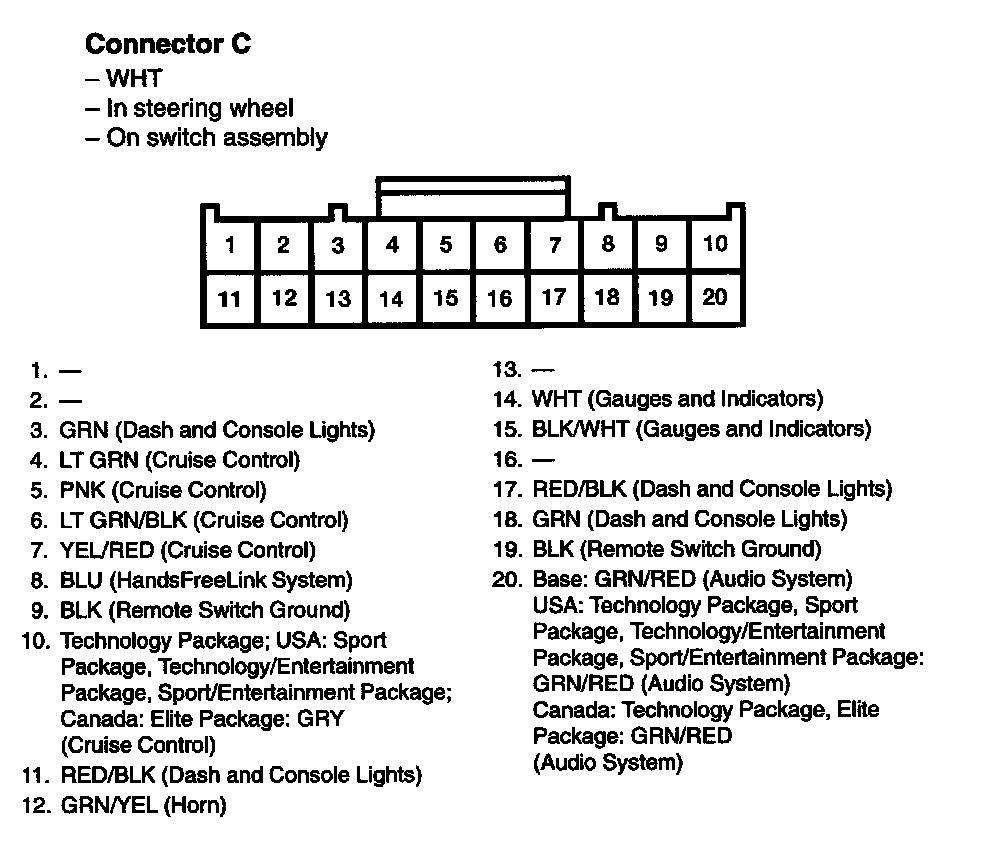 Connector C
– WHT
– In steering wheel
– On switch assembly
1 2 3 4 5 6 7 8 9 10
11 12 13 14 15 16 17 18 19 20
1. —
2. —
3. GRN (Dash and Console Lights)
4. LT GRN (Cruise Control)
5. PNK (Cruise Control)
6. LT GRN/BLK (Cruise Control)
7. YEL/RED (Cruise Control)
8. BLU (HandsFreeLink System)
9. BLK (Remote Switch Ground)
10. Technology Package; USA: Sport
Package, Technology/Entertainment
Package, Sport/Entertainment Package;
Canada: Elite Package: GRY
(Cruise Control)
11. RED/BLK (Dash and Console Lights)
12. GRN/YEL (Horn)
13. —
14. WHT (Gauges and Indicators)
15. BLK/WHT (Gauges and Indicators)
16. —
17. RED/BLK (Dash and Console Lights)
18. GRN (Dash and Console Lights)
19. BLK (Remote Switch Ground)
20. Base: GRN/RED (Audio System)
USA: Technology Package, Sport
Package, Technology/Entertainment
Package, Sport/Entertainment Package:
GRN/RED (Audio System)
Canada: Technology Package, Elite
Package: GRN/RED
(Audio System)